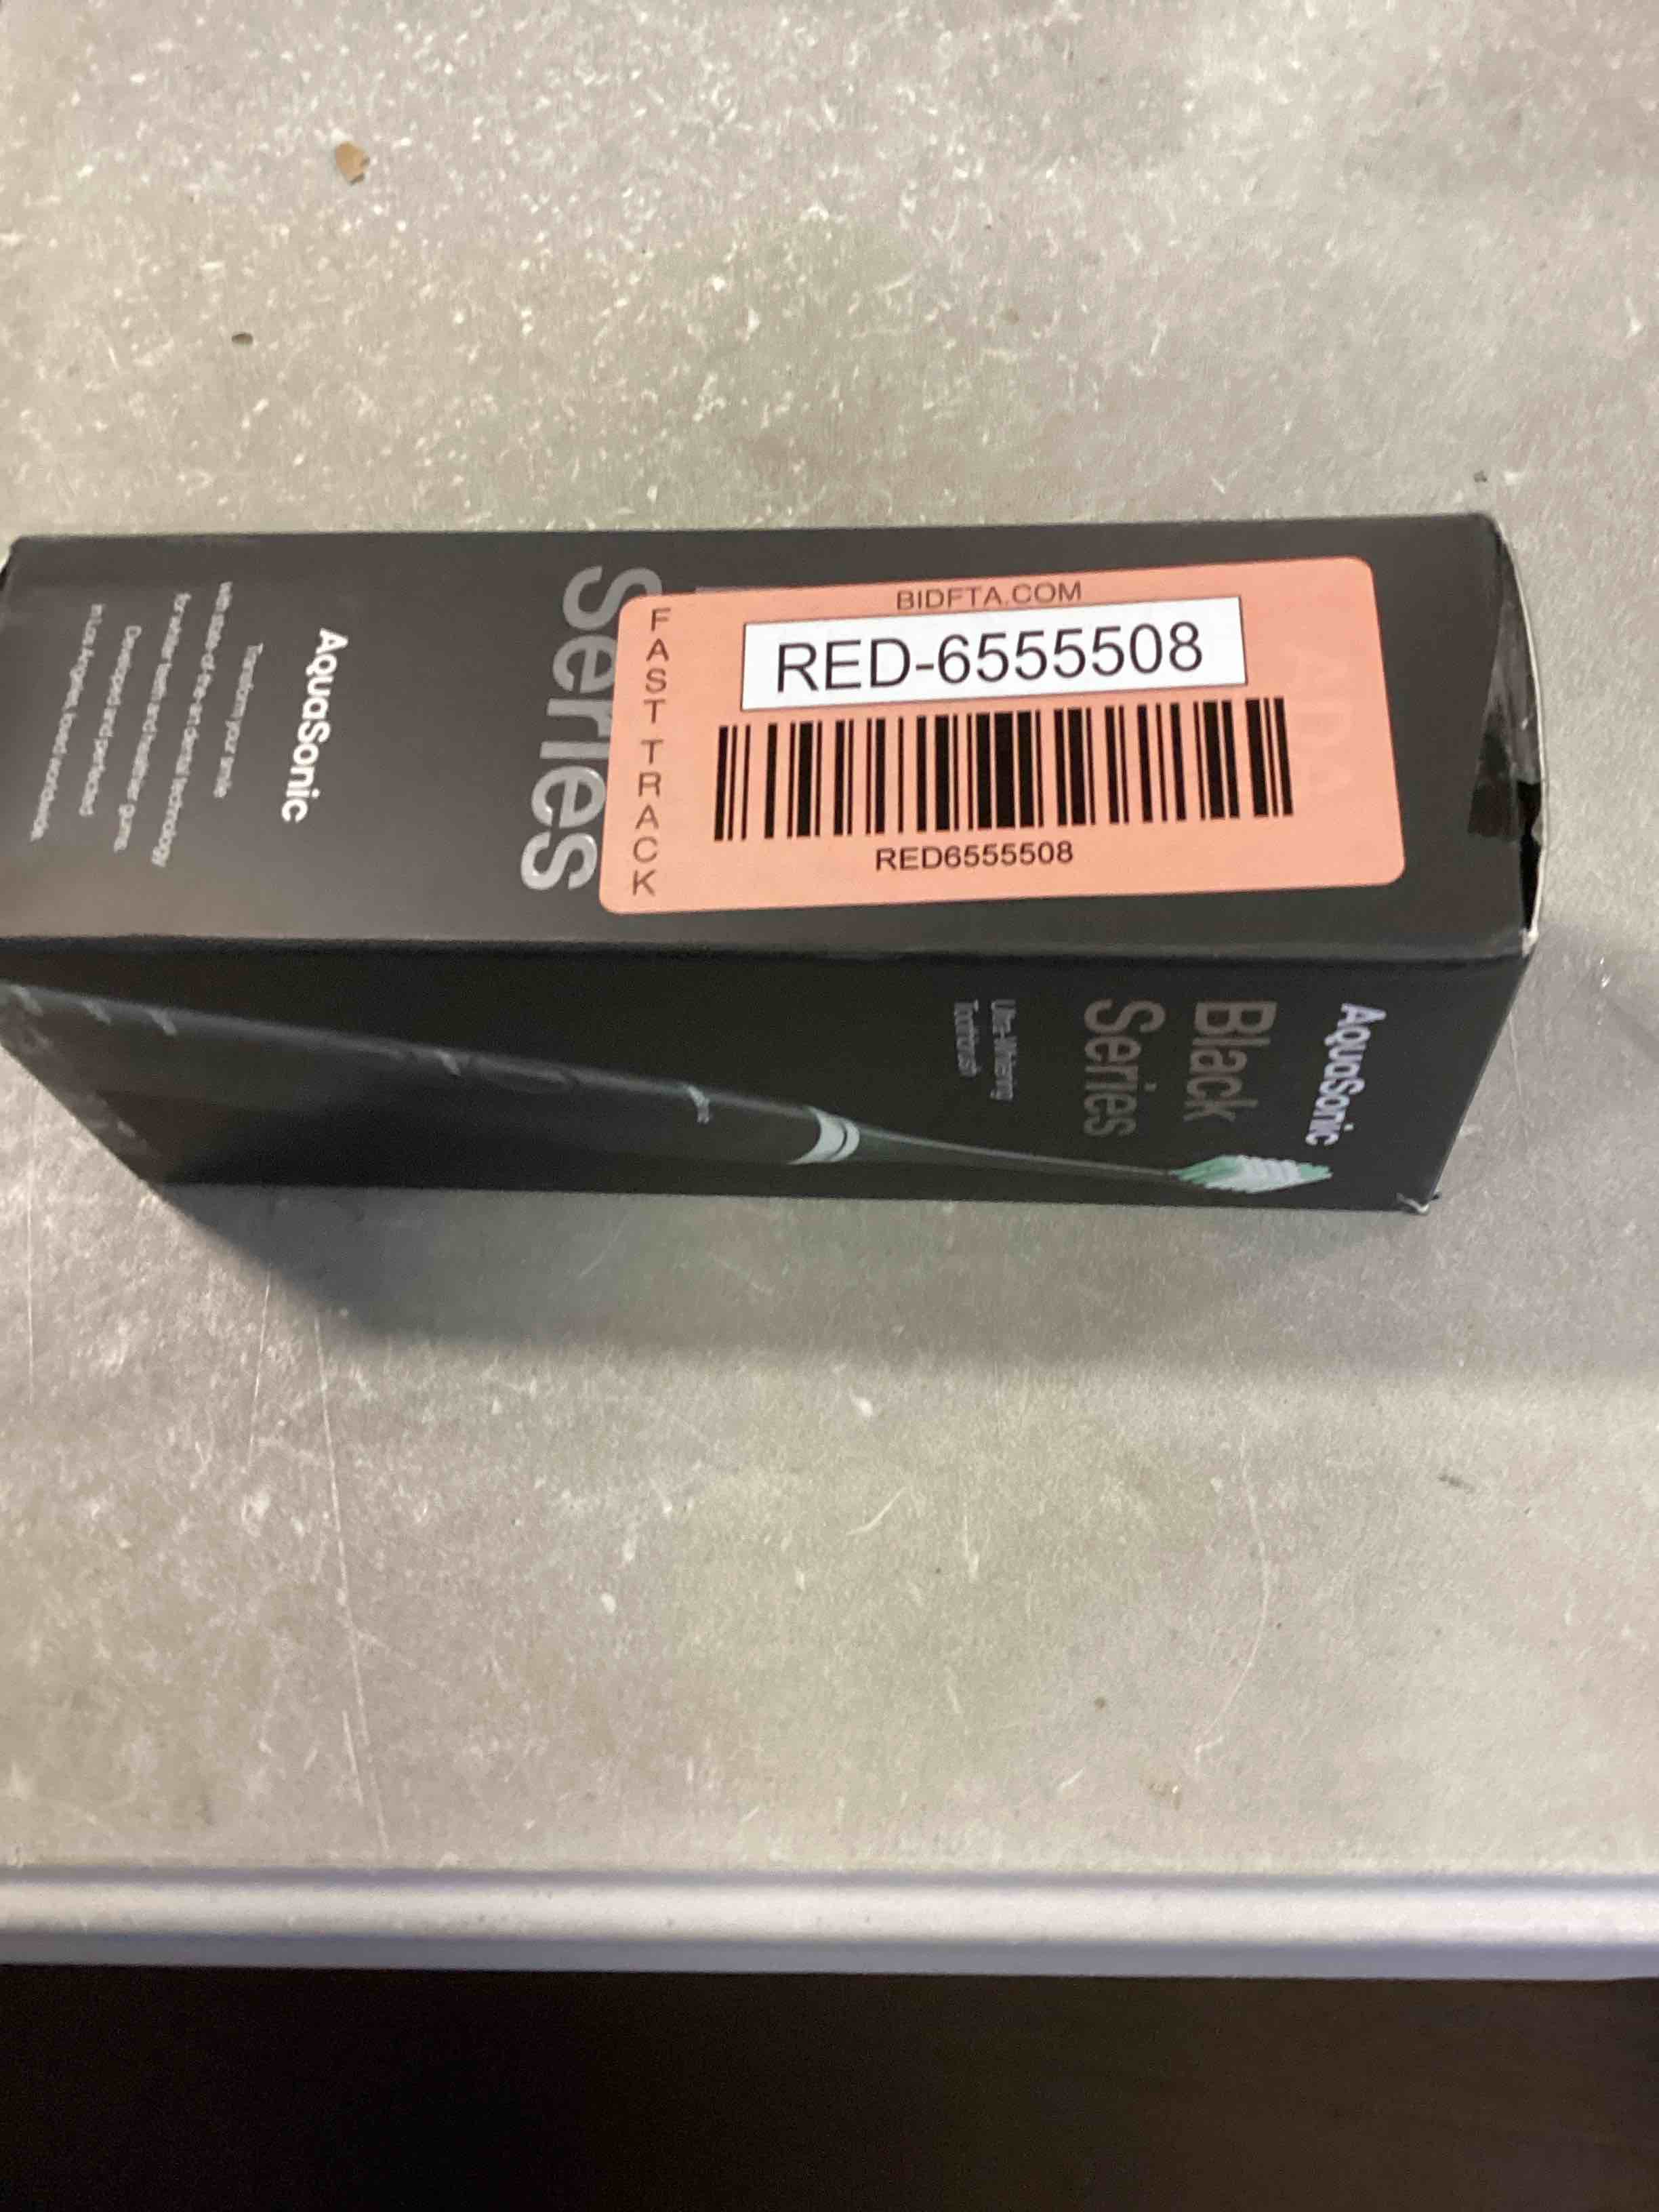 BIDFTA.COM
RED-6555508
RED6555508
FAST TRACK
Series
AquaSonic
Transform your smile
with state-of-the-art dental technology
for whiter teeth and healthier gums.
Developed and perfected
in Los Angeles, loved worldwide.
AquaSonic
Black
Series
Ultra-Whitening
Toothbrush